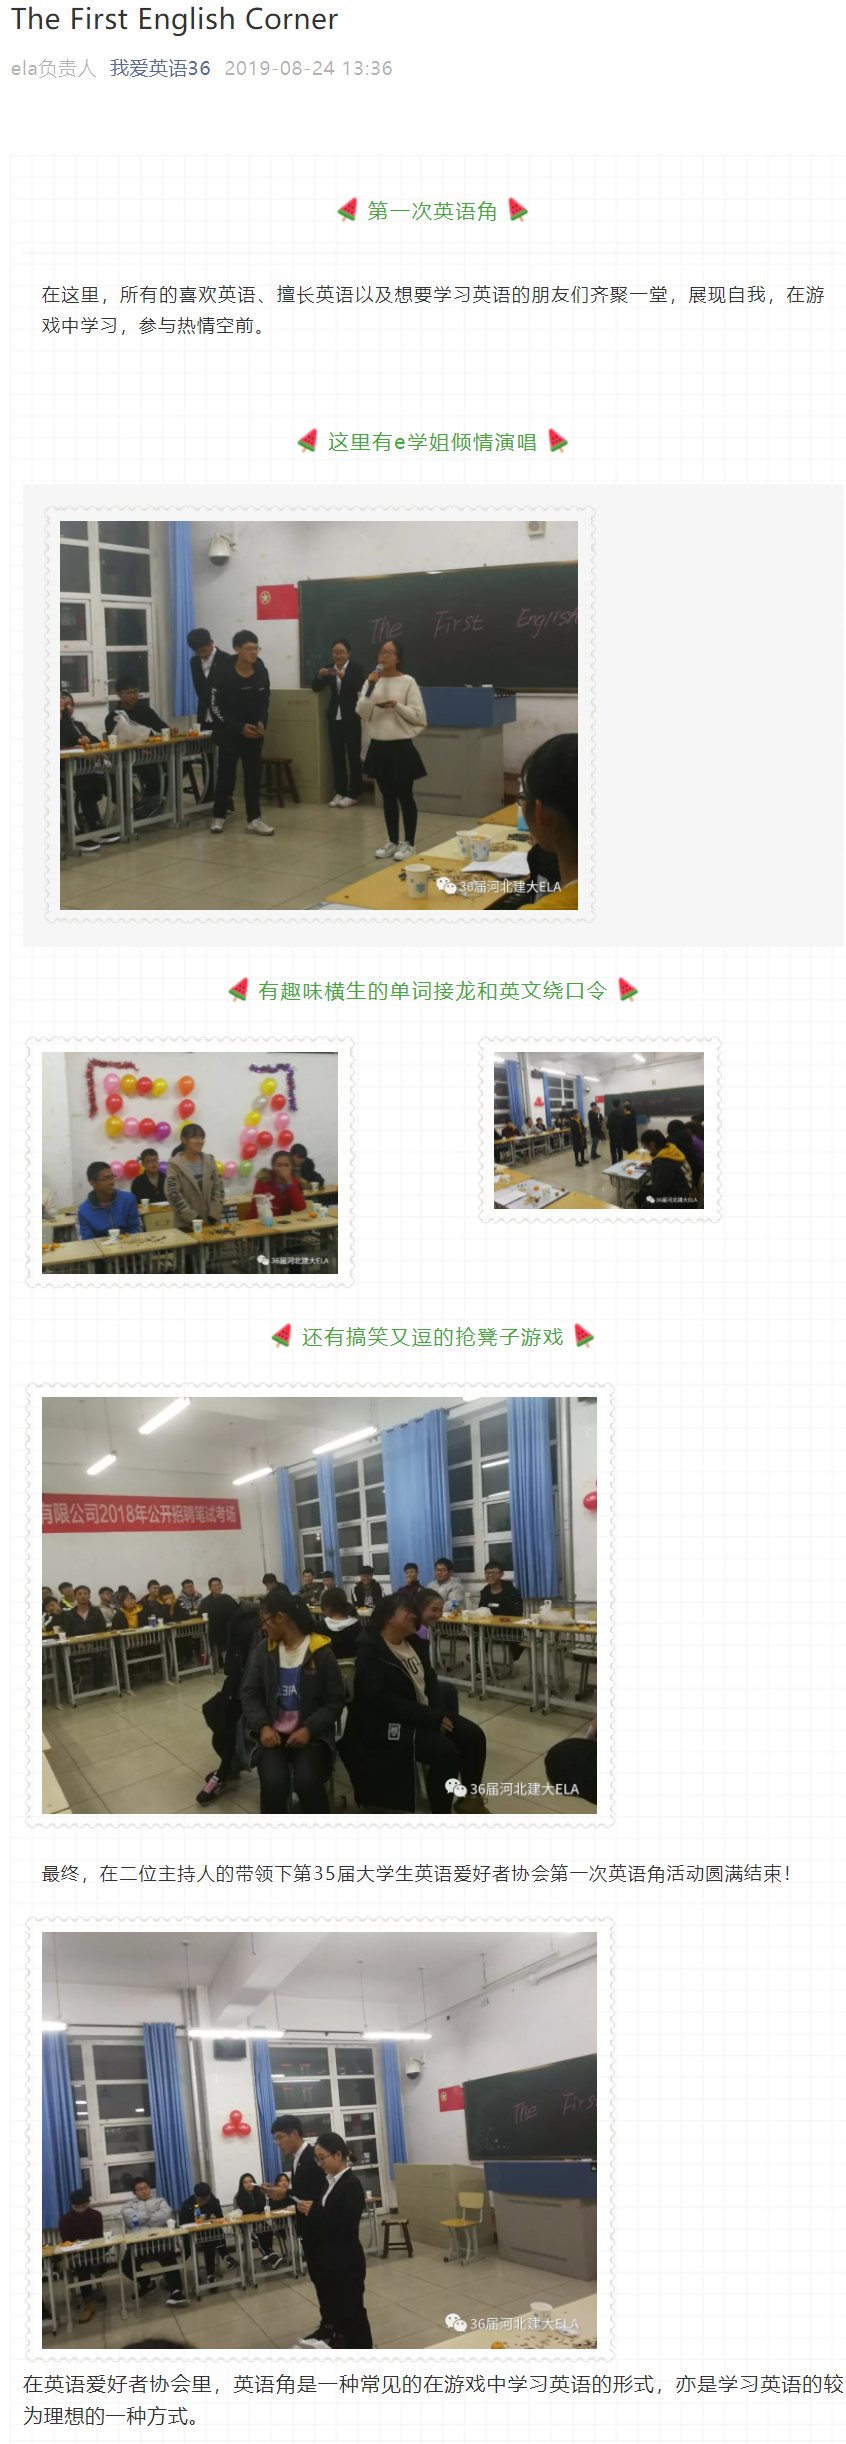 The First English Corner
ela负责人 我爱英语36 2019-08-24 13:36
第一次英语角
在这里，所有的喜欢英语、擅长英语以及想要学习英语的朋友们齐聚一堂，展现自我，在游
戏中学习，参与热情空前。
这里有e学姐倾情演唱
The First English
36届河北建大ELA
有趣味横生的单词接龙和英文绕口令
36届河北建大ELA
36届河北建大ELA
还有搞笑又逗的抢凳子游戏
有限公司2018年公开招聘笔试考场
36届河北建大ELA
最终，在二位主持人的带领下第35届大学生英语爱好者协会第一次英语角活动圆满结束！
The First
36届河北建大ELA
在英语爱好者协会里，英语角是一种常见的在游戏中学习英语的形式，亦是学习英语的较
为理想的一种方式。